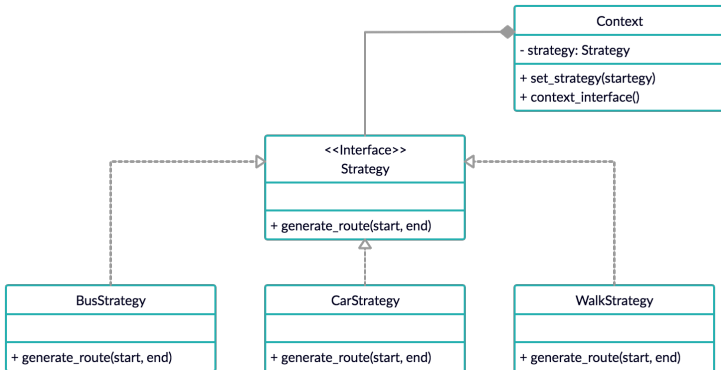 Context
- strategy: Strategy
+ set_strategy(startegy)
+ context_interface()
<<Interface>>
Strategy
+ generate_route(start, end)
BusStrategy
+ generate_route(start, end)
CarStrategy
+ generate_route(start, end)
WalkStrategy
+ generate_route(start, end)